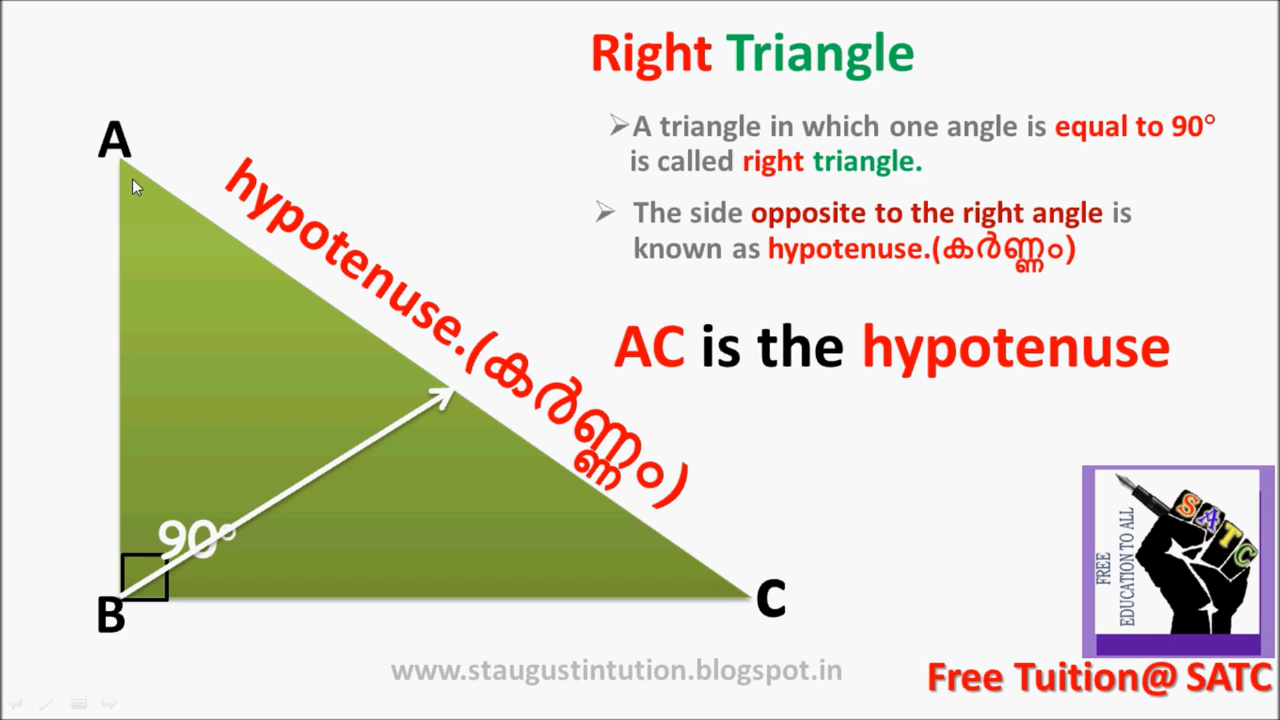 Right Triangle
➢A triangle in which one angle is equal to 90°
is called right triangle.
➢ The side opposite to the right angle is
known as hypotenuse.(കർണ്ണം)
AC is the hypotenuse
A
hypotenuse.(കർണ്ണം)
90°
B
C
FREE
EDUCATION TO ALL
SATC
www.staugustintution.blogspot.in
Free Tuition@ SATC